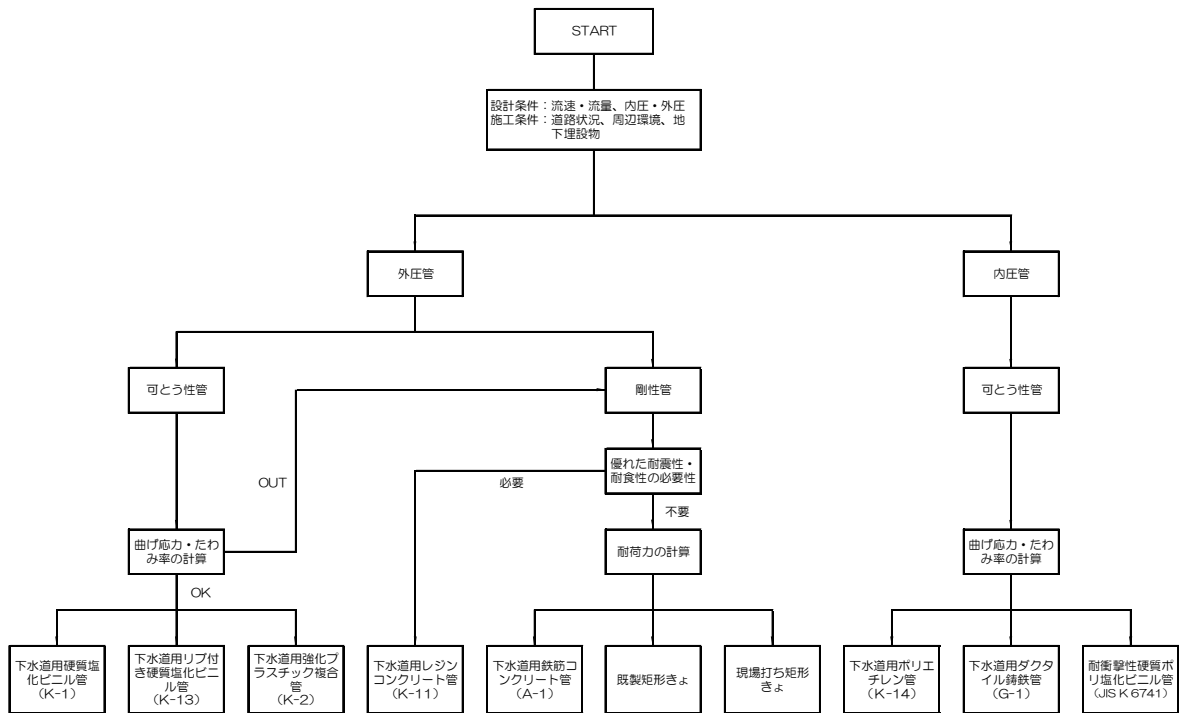 START
設計条件：流速・流量、内圧・外圧
施工条件：道路状況、周辺環境、地
下埋設物
外圧管
内圧管
可とう性管
剛性管
可とう性管
優れた耐震性・
耐食性の必要性
必要
OUT
不要
曲げ応力・たわ
み率の計算
耐荷力の計算
曲げ応力・たわ
み率の計算
OK
下水道用硬質塩
化ビニル管
（K-1）
下水道用リブ付
き硬質塩化ビニ
ル管
（K-13）
下水道用強化プ
ラスチック複合
管
（K-2）
下水道用レジン
コンクリート管
（K-11）
下水道用鉄筋コ
ンクリート管
（A-1）
既製矩形きょ
現場打ち矩形
きょ
下水道用ポリエ
チレン管
（K-14）
下水道用ダクタ
イル鋳鉄管
（G-1）
耐衝撃性硬質ポ
リ塩化ビニル管
（JIS K 6741）